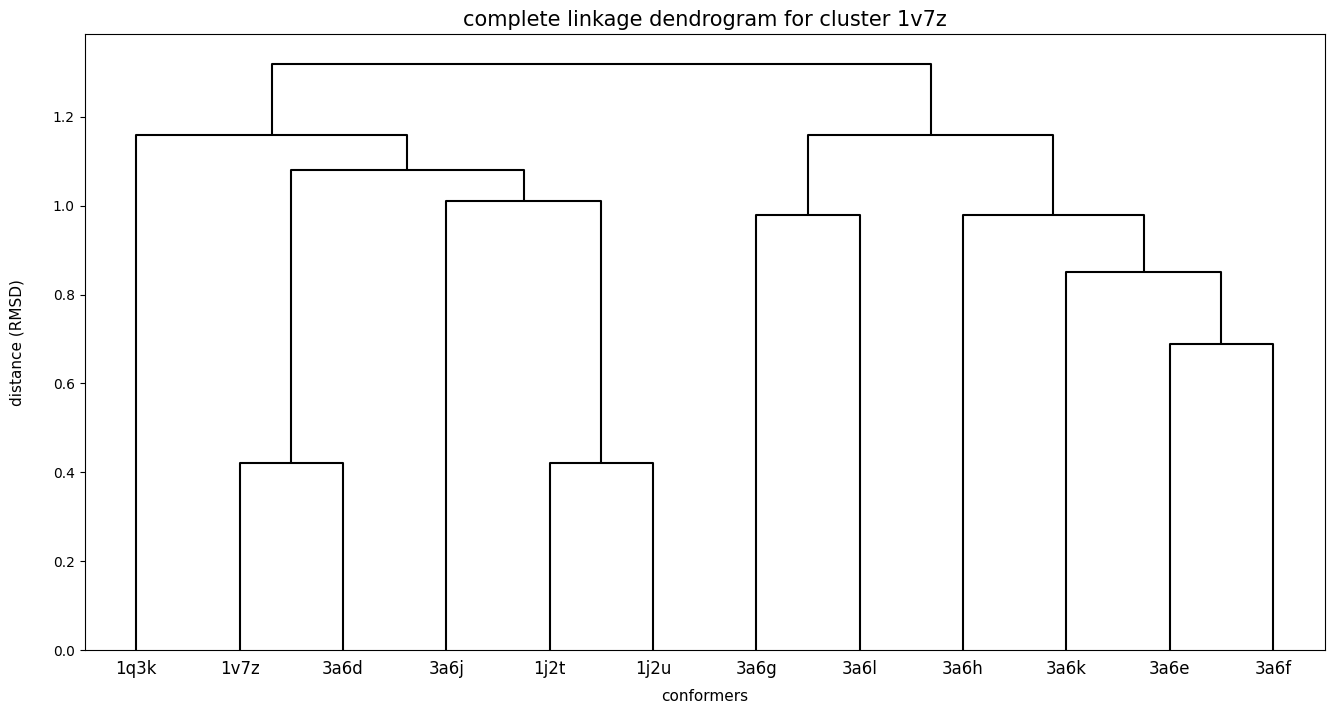 complete linkage dendrogram for cluster 1v7z
1.2
1.0
0.8
0.6
0.4
0.2
0.0
distance (RMSD)
1q3k 1v7z 3a6d 3a6j 1j2t 1j2u 3a6g 3a6l 3a6h 3a6k 3a6e 3a6f
conformers